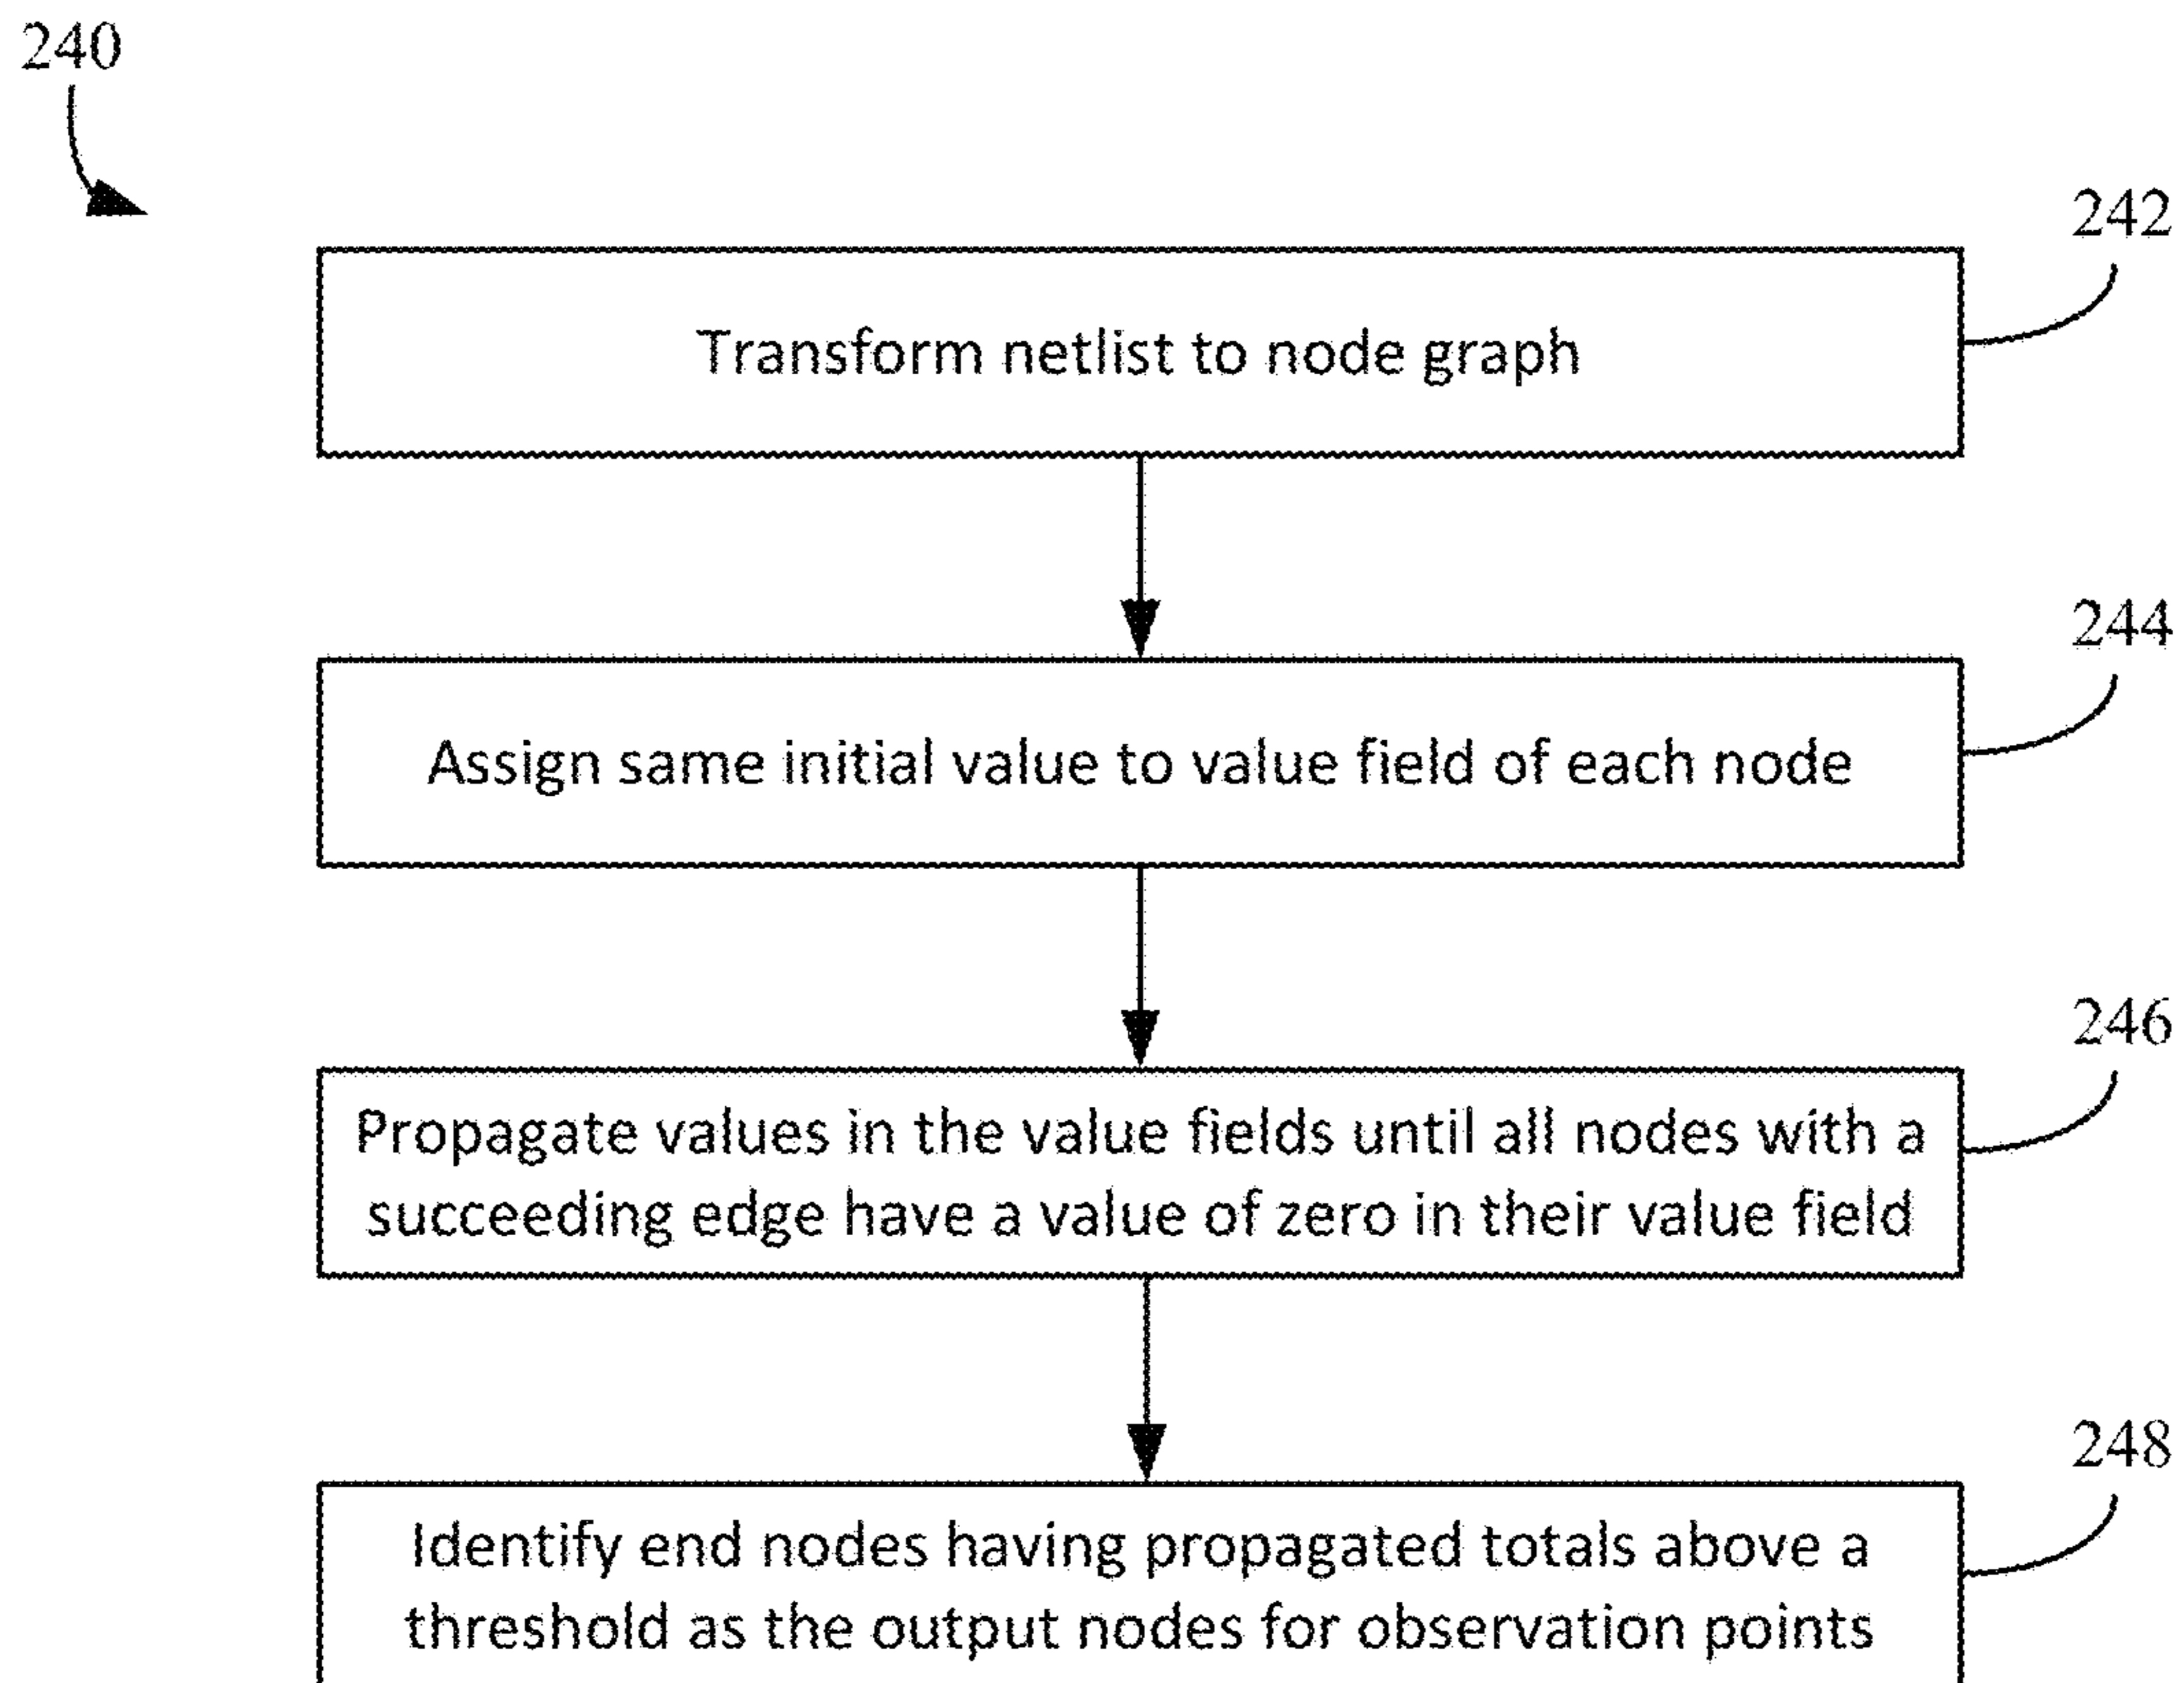 240
242
Transform netlist to node graph
244
Assign same initial value to value field of each node
246
Propagate values in the value fields until all nodes with a
succeeding edge have a value of zero in their value field
248
Identify end nodes having propagated totals above a
threshold as the output nodes for observation points